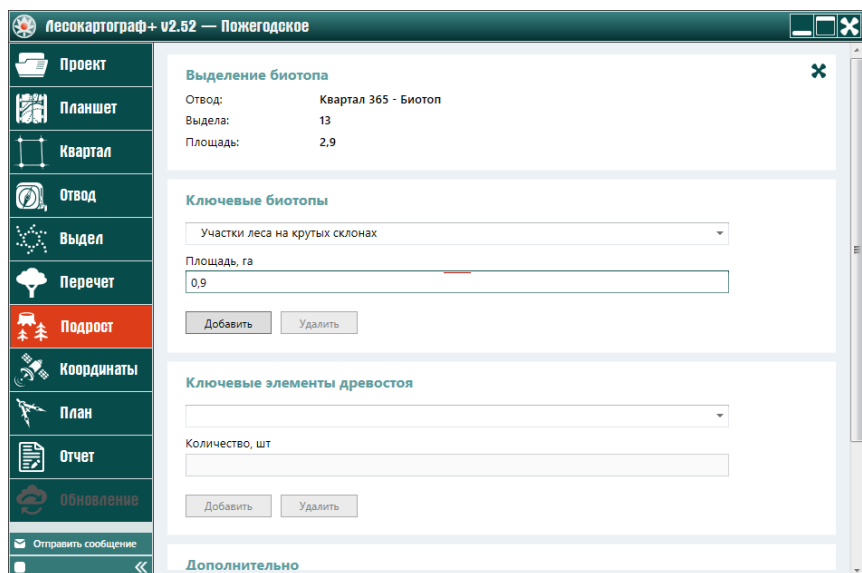 Лесокартограф+ v2.52 — Пожегодское
Проект
Планшет
Квартал
Отвод
Выдел
Перечет
Подрост
Координаты
План
Отчет
Обновление
Отправить сообщение
Выделение биотопа
Отвод: Квартал 365 - Биотоп
Выдела: 13
Площадь: 2,9
Ключевые биотопы
Участки леса на крутых склонах
Площадь, га
0,9
Добавить Удалить
Ключевые элементы древостоя
Количество, шт
Добавить Удалить
Дополнительно